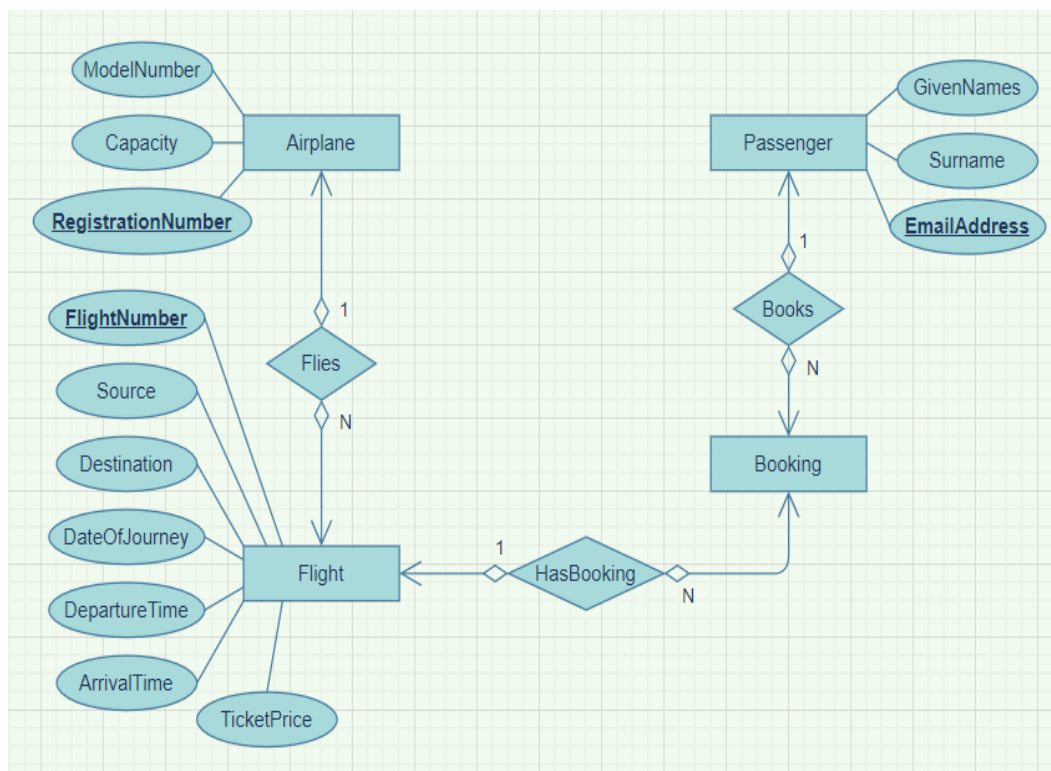 ModelNumber
Capacity
RegistrationNumber
Airplane
GivenNames
Surname
EmailAddress
Passenger
1
Flies
N
1
Books
N
FlightNumber
Source
Destination
DateOfJourney
DepartureTime
ArrivalTime
TicketPrice
Flight
1
HasBooking
N
Booking